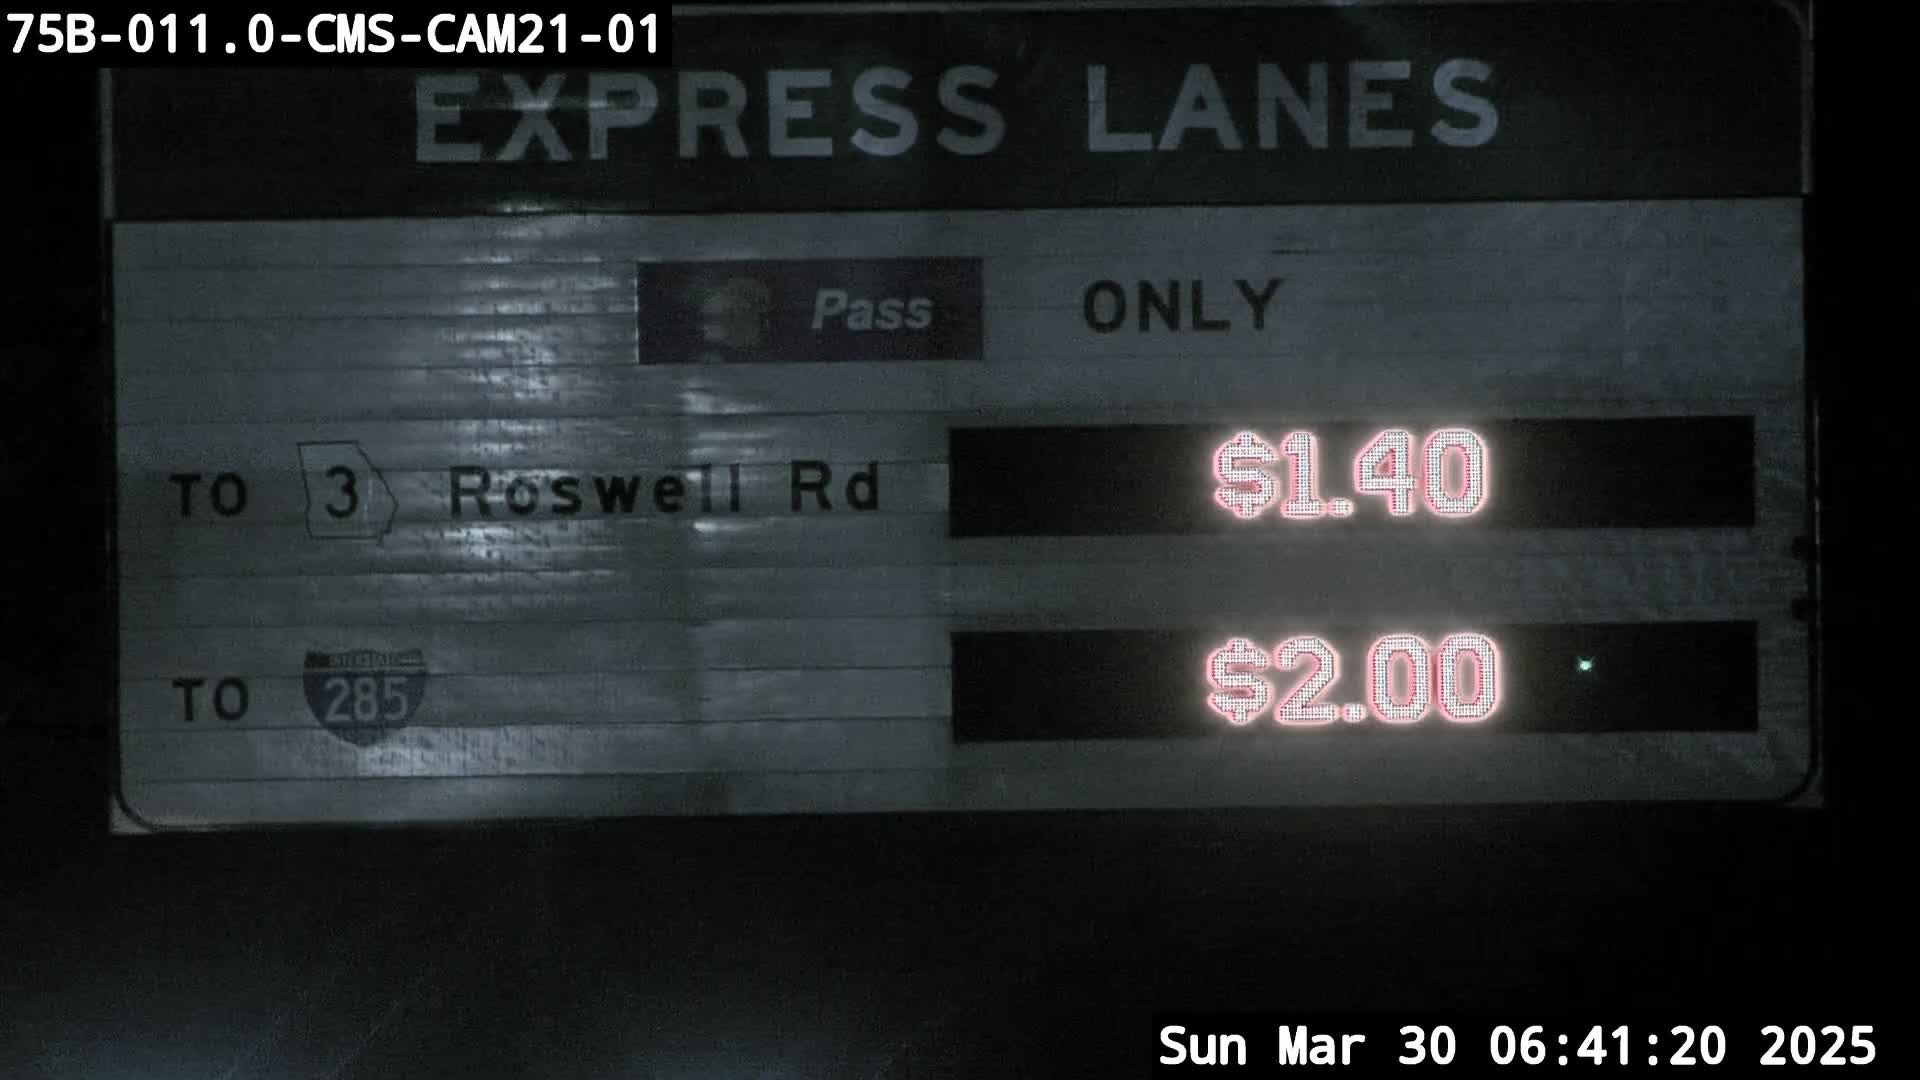 75B-011.0-CMS-CAM21-01
EXPRESS LANES
Pass ONLY
TO 3 Roswell Rd $1.40
INTERSTATE
TO 285 $2.00
Sun Mar 30 06:41:20 2025